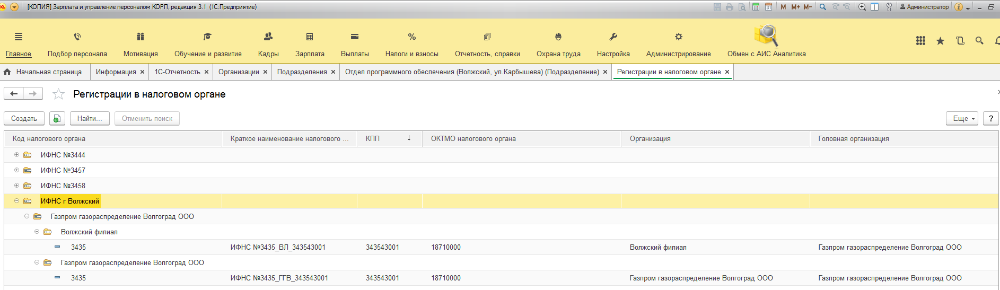 [КОПИЯ] Зарплата и управление персоналом КОРП, редакция 3.1 (1С:Предприятие)
M M+ M- Администратор
Главное Подбор персонала Мотивация Обучение и развитие Кадры Зарплата Выплаты Налоги и взносы Отчетность, справки Охрана труда Настройка Администрирование Обмен с АИС Аналитика
Начальная страница Информация × 1С-Отчетность × Организации × Подразделения × Отдел программного обеспечения (Волжский, ул.Карбышева) (Подразделение) × Регистрации в налоговом органе ×
Регистрации в налоговом органе
Создать Найти... Отменить поиск Еще ?
Код налогового органа Краткое наименование налогового ... КПП ↓ ОКТМО налогового органа Организация Головная организация
ИФНС №3444
ИФНС №3457
ИФНС №3458
ИФНС г Волжский
Газпром газораспределение Волгоград ООО
Волжский филиал
3435 ИФНС №3435_ВЛ_343543001 343543001 18710000 Волжский филиал Газпром газораспределение Волгоград ООО
Газпром газораспределение Волгоград ООО
3435 ИФНС №3435_ГГВ_343543001 343543001 18710000 Газпром газораспределение Волгоград ООО Газпром газораспределение Волгоград ООО